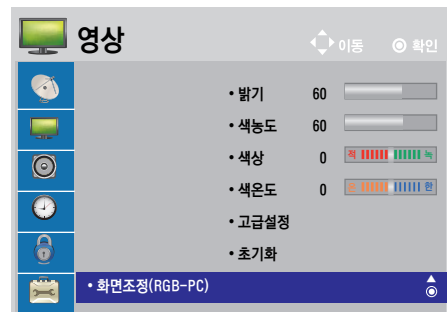 영상 이동 확인
• 밝기 60
• 색농도 60
• 색상 0 적 녹
• 색온도 0 온 한
• 고급설정
• 초기화
• 화면조정(RGB-PC)